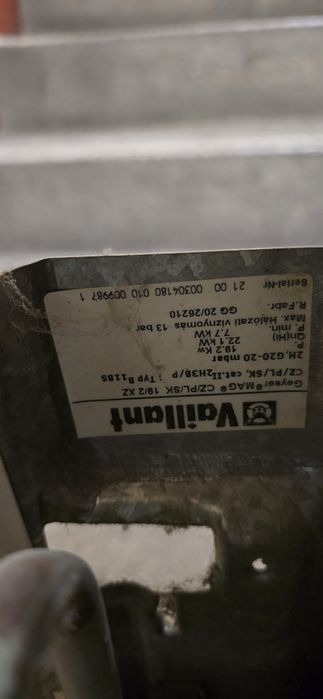 Vaillant
Geyser® MAG® CZ/PL/SK 19/2 XZ
CZ/PL/SK, cat.II2H3B/P ; Typ B11BS
2H,G20-20 mbar
P. 19.2 Kw
Qn(Hi) 22.1 kW
P. min. 7.7 kW
Max. Hálózati víznyomás 13 bar
R.Fabr. GG 20/26210
Serial-Nr 21 00 00304180 010 009987 1